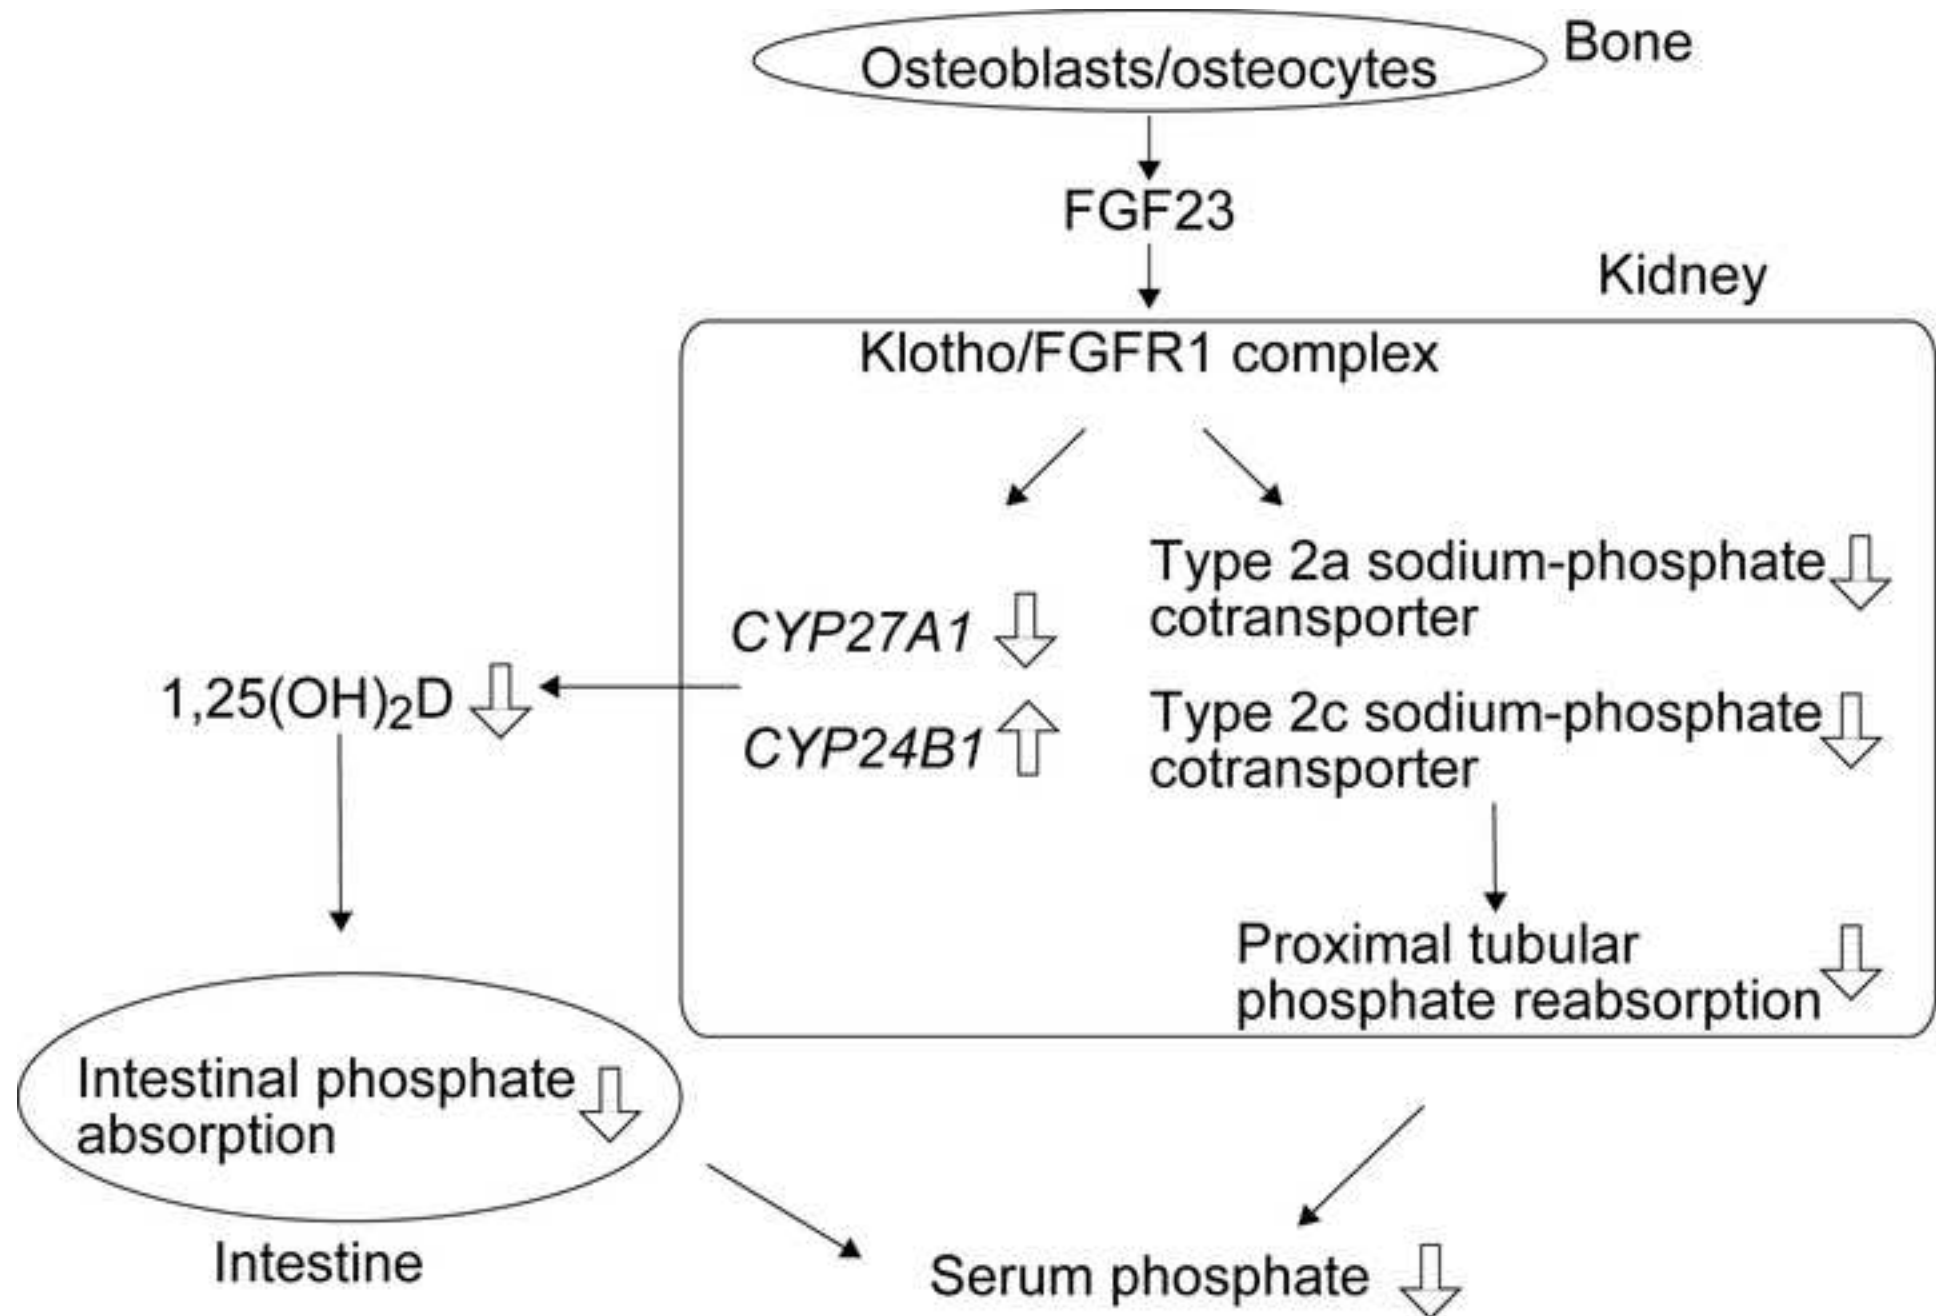 Osteoblasts/osteocytes
Bone
FGF23
Kidney
Klotho/FGFR1 complex
Type 2a sodium-phosphate
cotransporter
CYP27A1
1,25(OH)₂D
CYP24B1
Type 2c sodium-phosphate
cotransporter
Proximal tubular
phosphate reabsorption
Intestinal phosphate
absorption
Intestine
Serum phosphate